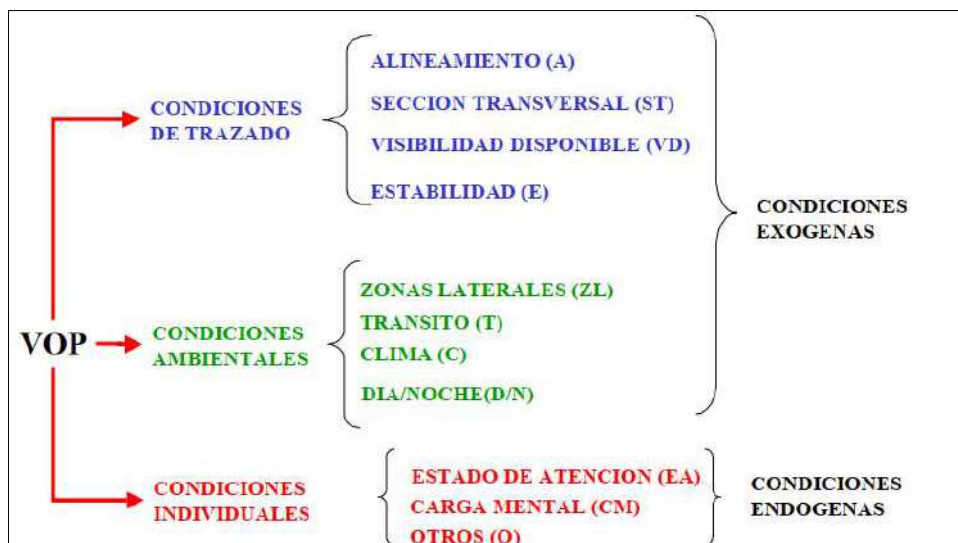 ALINEAMIENTO (A)
CONDICIONES
DE TRAZADO
SECCION TRANSVERSAL (ST)
VISIBILIDAD DISPONIBLE (VD)
ESTABILIDAD (E)
CONDICIONES
EXOGENAS
ZONAS LATERALES (ZL)
VOP
CONDICIONES
AMBIENTALES
TRANSITO (T)
CLIMA (C)
DIA/NOCHE(D/N)
CONDICIONES
INDIVIDUALES
ESTADO DE ATENCION (EA)
CARGA MENTAL (CM)
OTROS (O)
CONDICIONES
ENDOGENAS